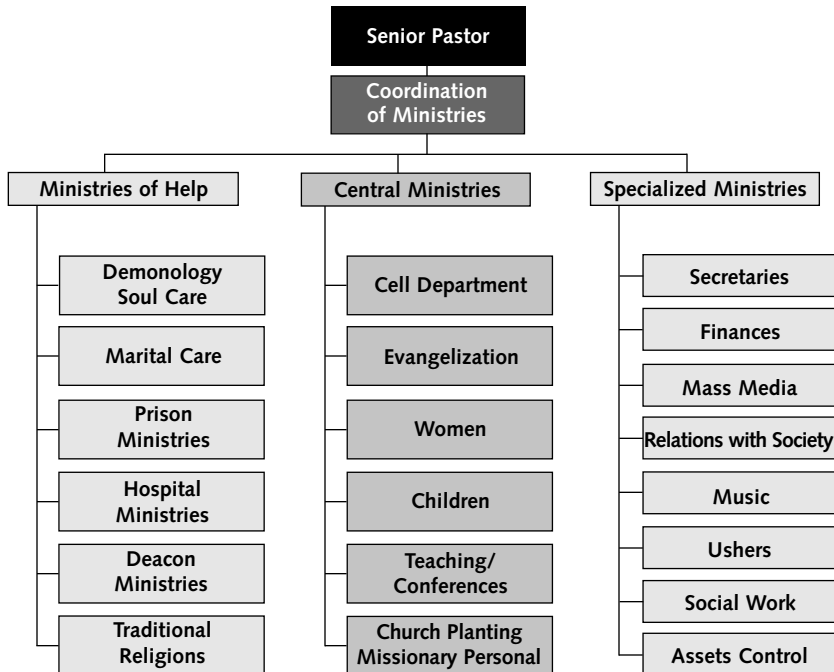 Senior Pastor
Coordination
of Ministries
Ministries of Help
Central Ministries
Specialized Ministries
Demonology
Soul Care
Marital Care
Prison
Ministries
Hospital
Ministries
Deacon
Ministries
Traditional
Religions
Cell Department
Evangelization
Women
Children
Teaching/
Conferences
Church Planting
Missionary Personal
Secretaries
Finances
Mass Media
Relations with Society
Music
Ushers
Social Work
Assets Control